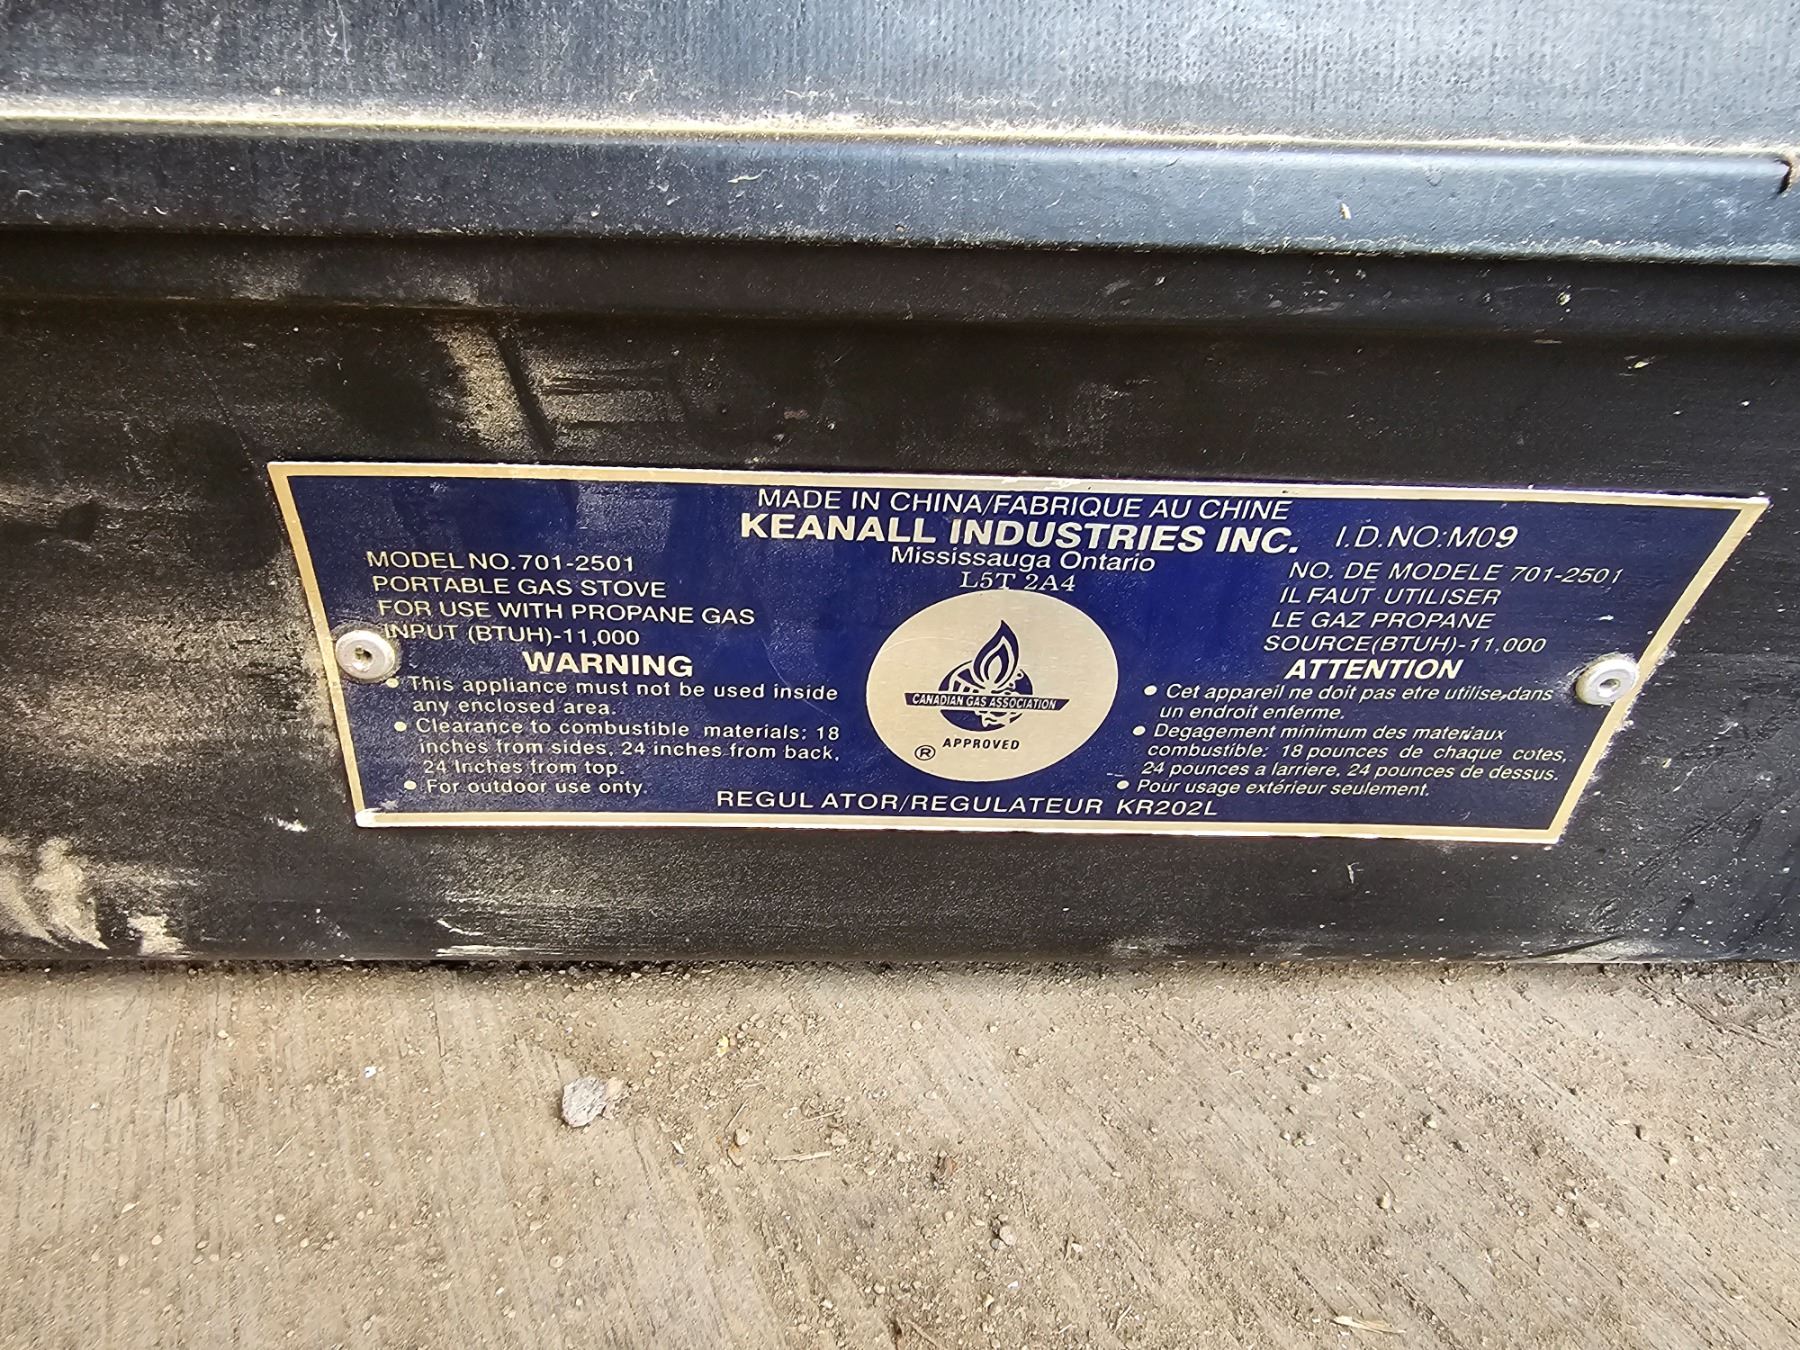 MADE IN CHINA/FABRIQUE AU CHINE
KEANALL INDUSTRIES INC.
I.D.NO:M09
Mississauga Ontario
L5T 2A4
MODEL NO.701-2501
PORTABLE GAS STOVE
FOR USE WITH PROPANE GAS
INPUT (BTUH)-11,000
WARNING
• This appliance must not be used inside
any enclosed area.
• Clearance to combustible materials: 18
inches from sides, 24 inches from back,
24 Inches from top.
• For outdoor use onty.
CANADIAN GAS ASSOCIATION
® APPROVED
NO. DE MODELE 701-2501
IL FAUT UTILISER
LE GAZ PROPANE
SOURCE(BTUH)-11,000
ATTENTION
• Cet appareil ne doit pas etre utilise,dans
un endroit enferme.
• Degagement minimum des materiaux
combustible; 18 pounces de chaque cotes,
24 pounces a larriere, 24 pounces de dessus.
• Pour usage extérieur seulement.
REGULATOR/REGULATEUR KR202L